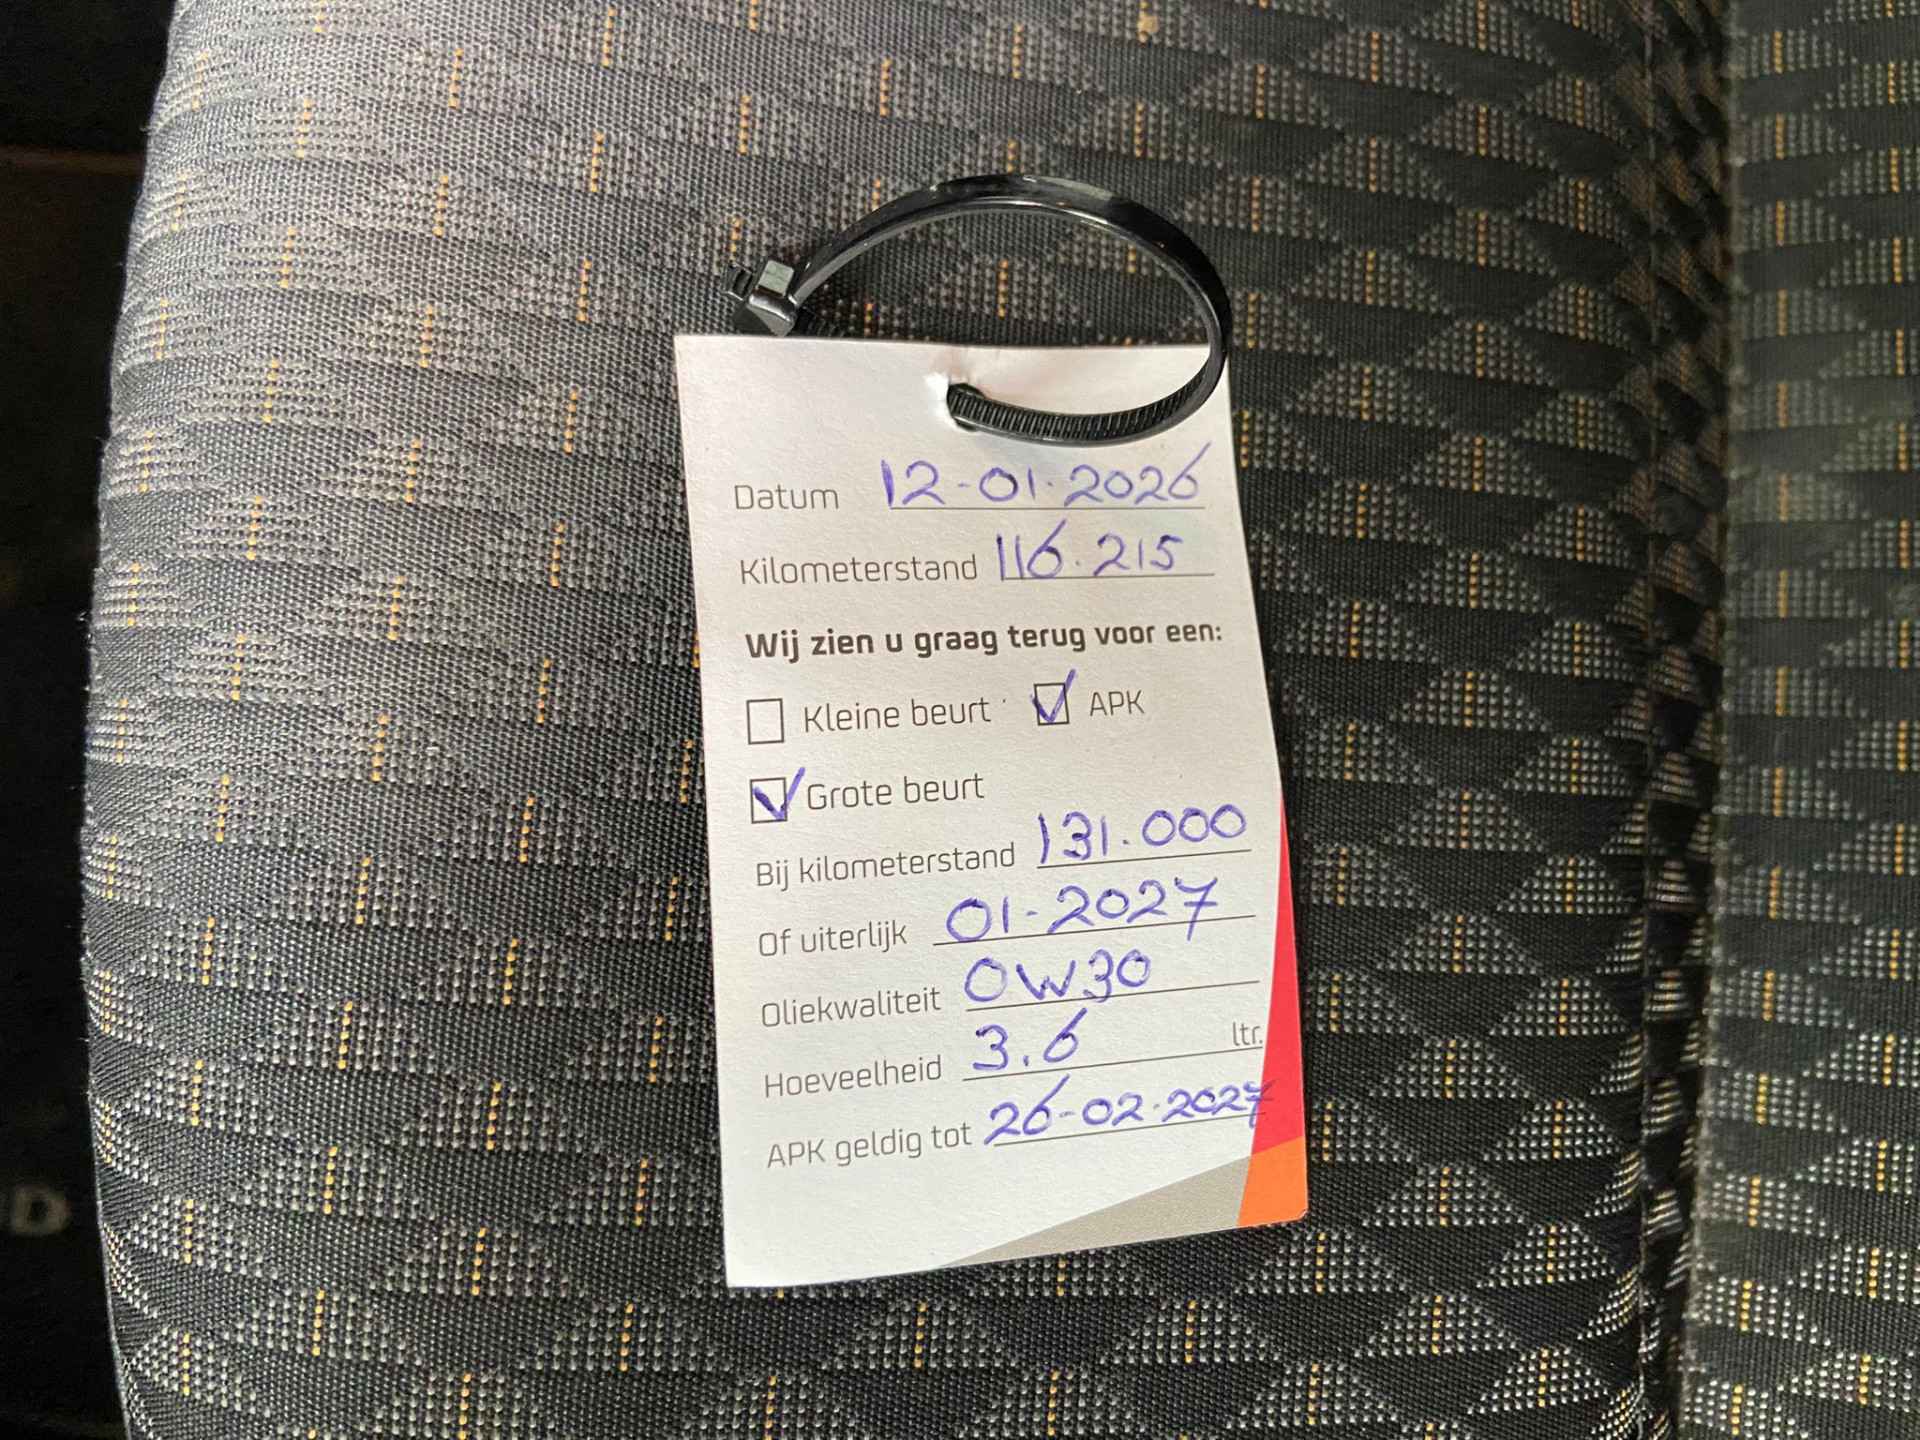 Datum 12-01-2026
Kilometerstand 116.215
Wij zien u graag terug voor een:
Kleine beurt APK
Grote beurt
Bij kilometerstand 131.000
Of uiterlijk 01-2027
Oliekwaliteit 0W30
Hoeveelheid 3.6 ltr.
APK geldig tot 26-02-2027
D